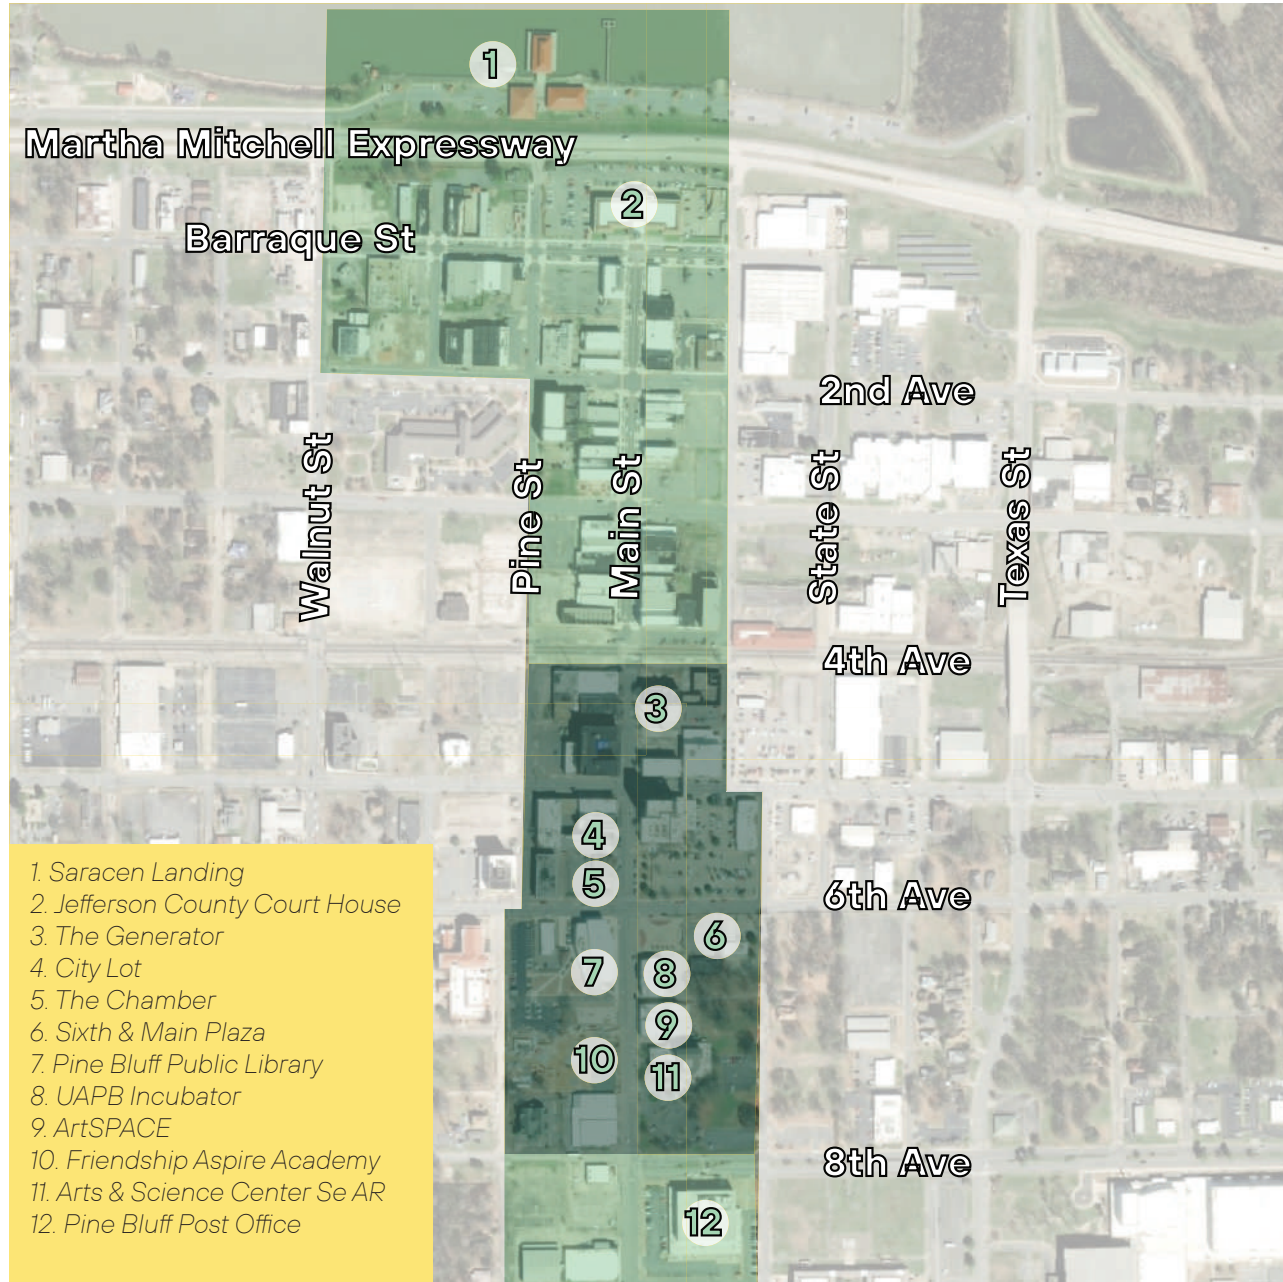 1
Martha Mitchell Expressway
2
Barraque St
2nd Ave
Walnut St
Pine St
Main St
State St
Texas St
4th Ave
3
4
5
6th Ave
6
7
8
9
10
11
8th Ave
12
1. Saracen Landing
2. Jefferson County Court House
3. The Generator
4. City Lot
5. The Chamber
6. Sixth & Main Plaza
7. Pine Bluff Public Library
8. UAPB Incubator
9. ArtSPACE
10. Friendship Aspire Academy
11. Arts & Science Center Se AR
12. Pine Bluff Post Office